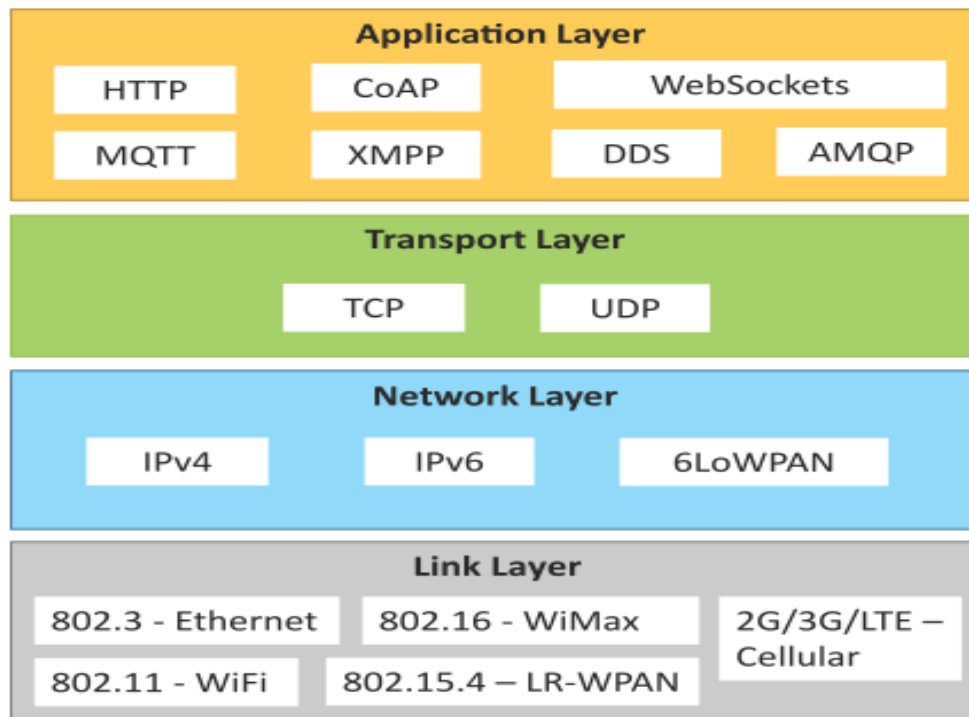 Application Layer
HTTP
CoAP
WebSockets
MQTT
XMPP
DDS
AMQP
Transport Layer
TCP
UDP
Network Layer
IPv4
IPv6
6LoWPAN
Link Layer
802.3 - Ethernet
802.16 - WiMax
2G/3G/LTE –
Cellular
802.11 - WiFi
802.15.4 – LR-WPAN